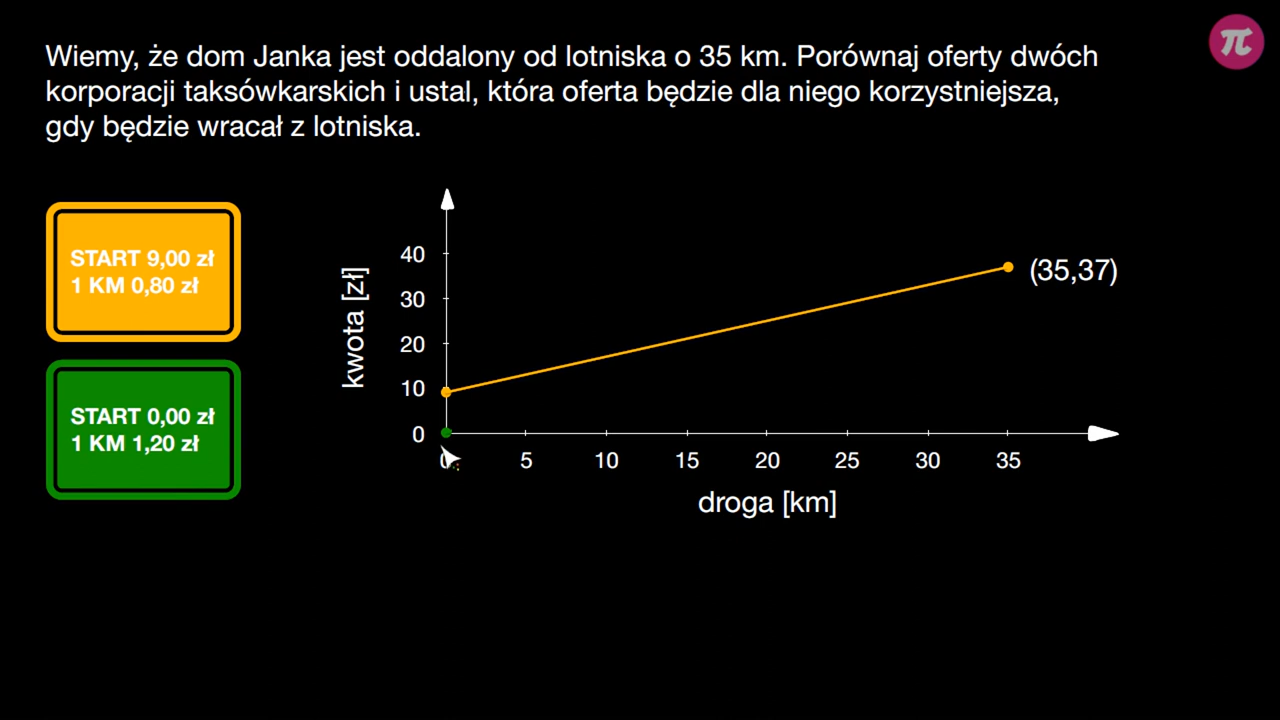 Wiemy, że dom Janka jest oddalony od lotniska o 35 km. Porównaj oferty dwóch
korporacji taksówkarskich i ustal, która oferta będzie dla niego korzystniejsza,
gdy będzie wracał z lotniska.
π
START 9,00 zł
1 KM 0,80 zł
START 0,00 zł
1 KM 1,20 zł
kwota [zł]
40
30
20
10
0
(35,37)
0 5 10 15 20 25 30 35
droga [km]